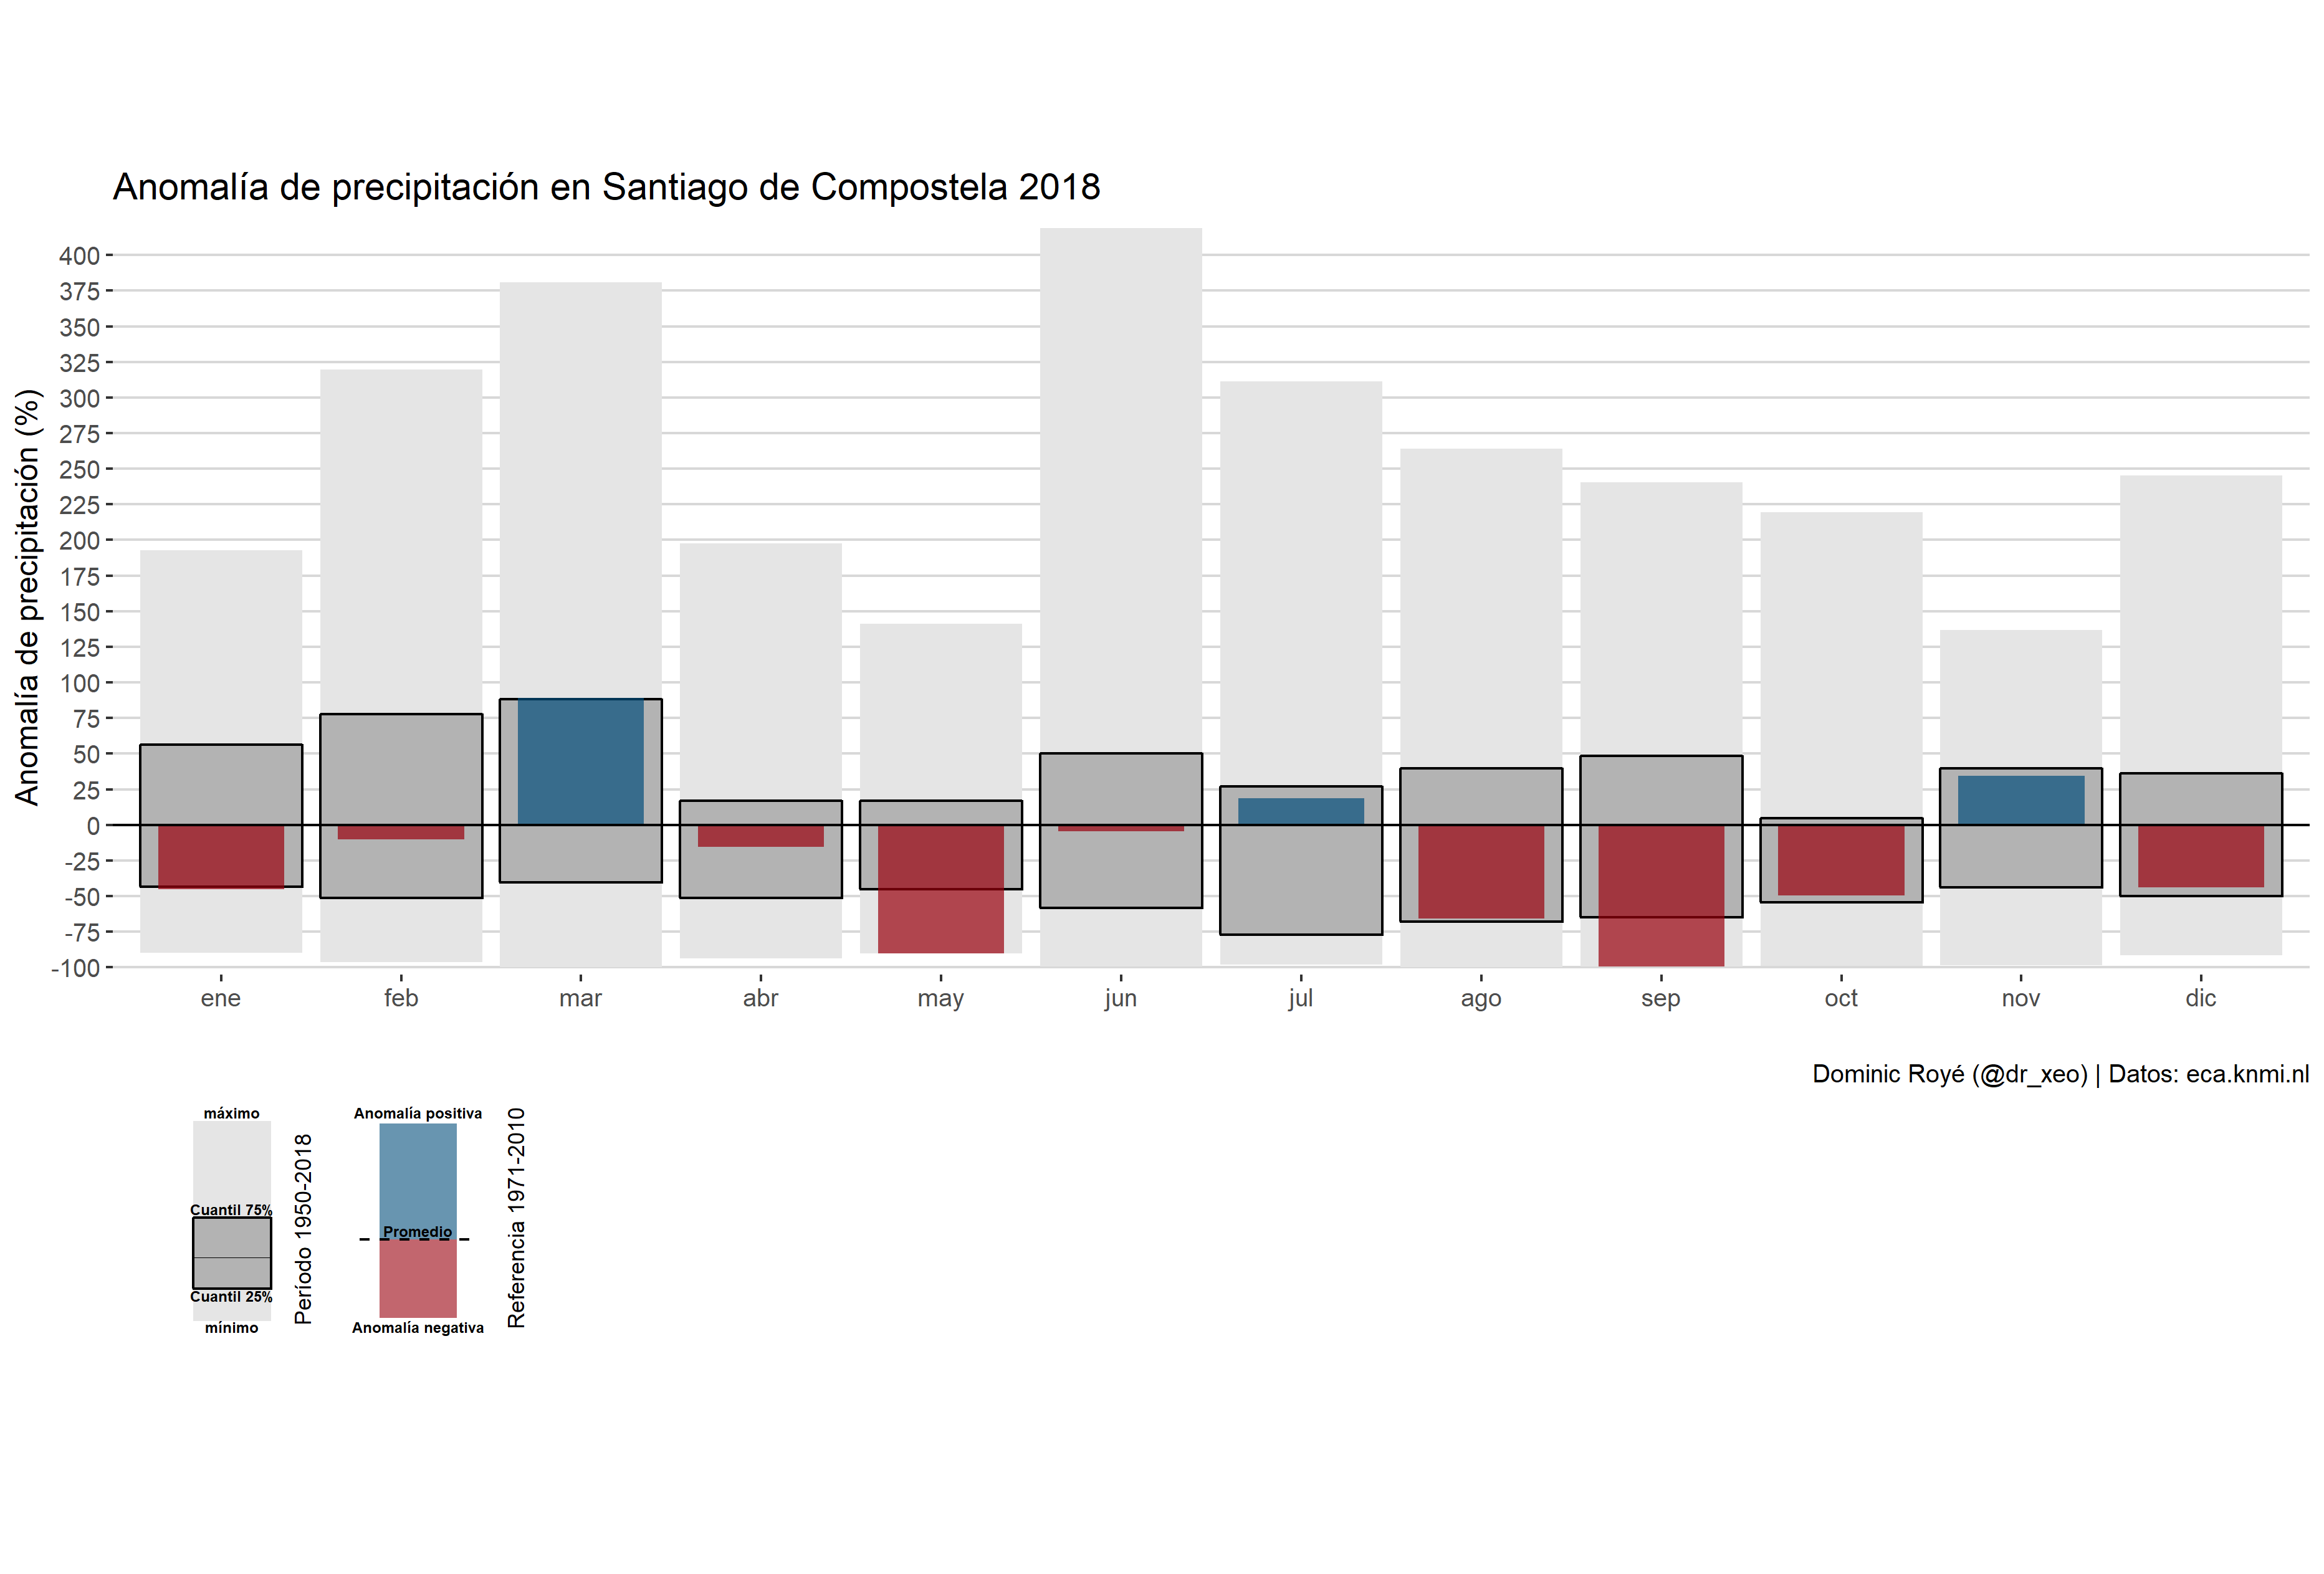 Anomalía de precipitación en Santiago de Compostela 2018
Anomalía de precipitación (%)
400
375
350
325
300
275
250
225
200
175
150
125
100
75
50
25
0
-25
-50
-75
-100
ene feb mar abr may jun jul ago sep oct nov dic
Dominic Royé (@dr_xeo) | Datos: eca.knmi.nl
máximo
Cuantil 75%
Cuantil 25%
mínimo
Período 1950-2018
Anomalía positiva
Promedio
Anomalía negativa
Referencia 1971-2010